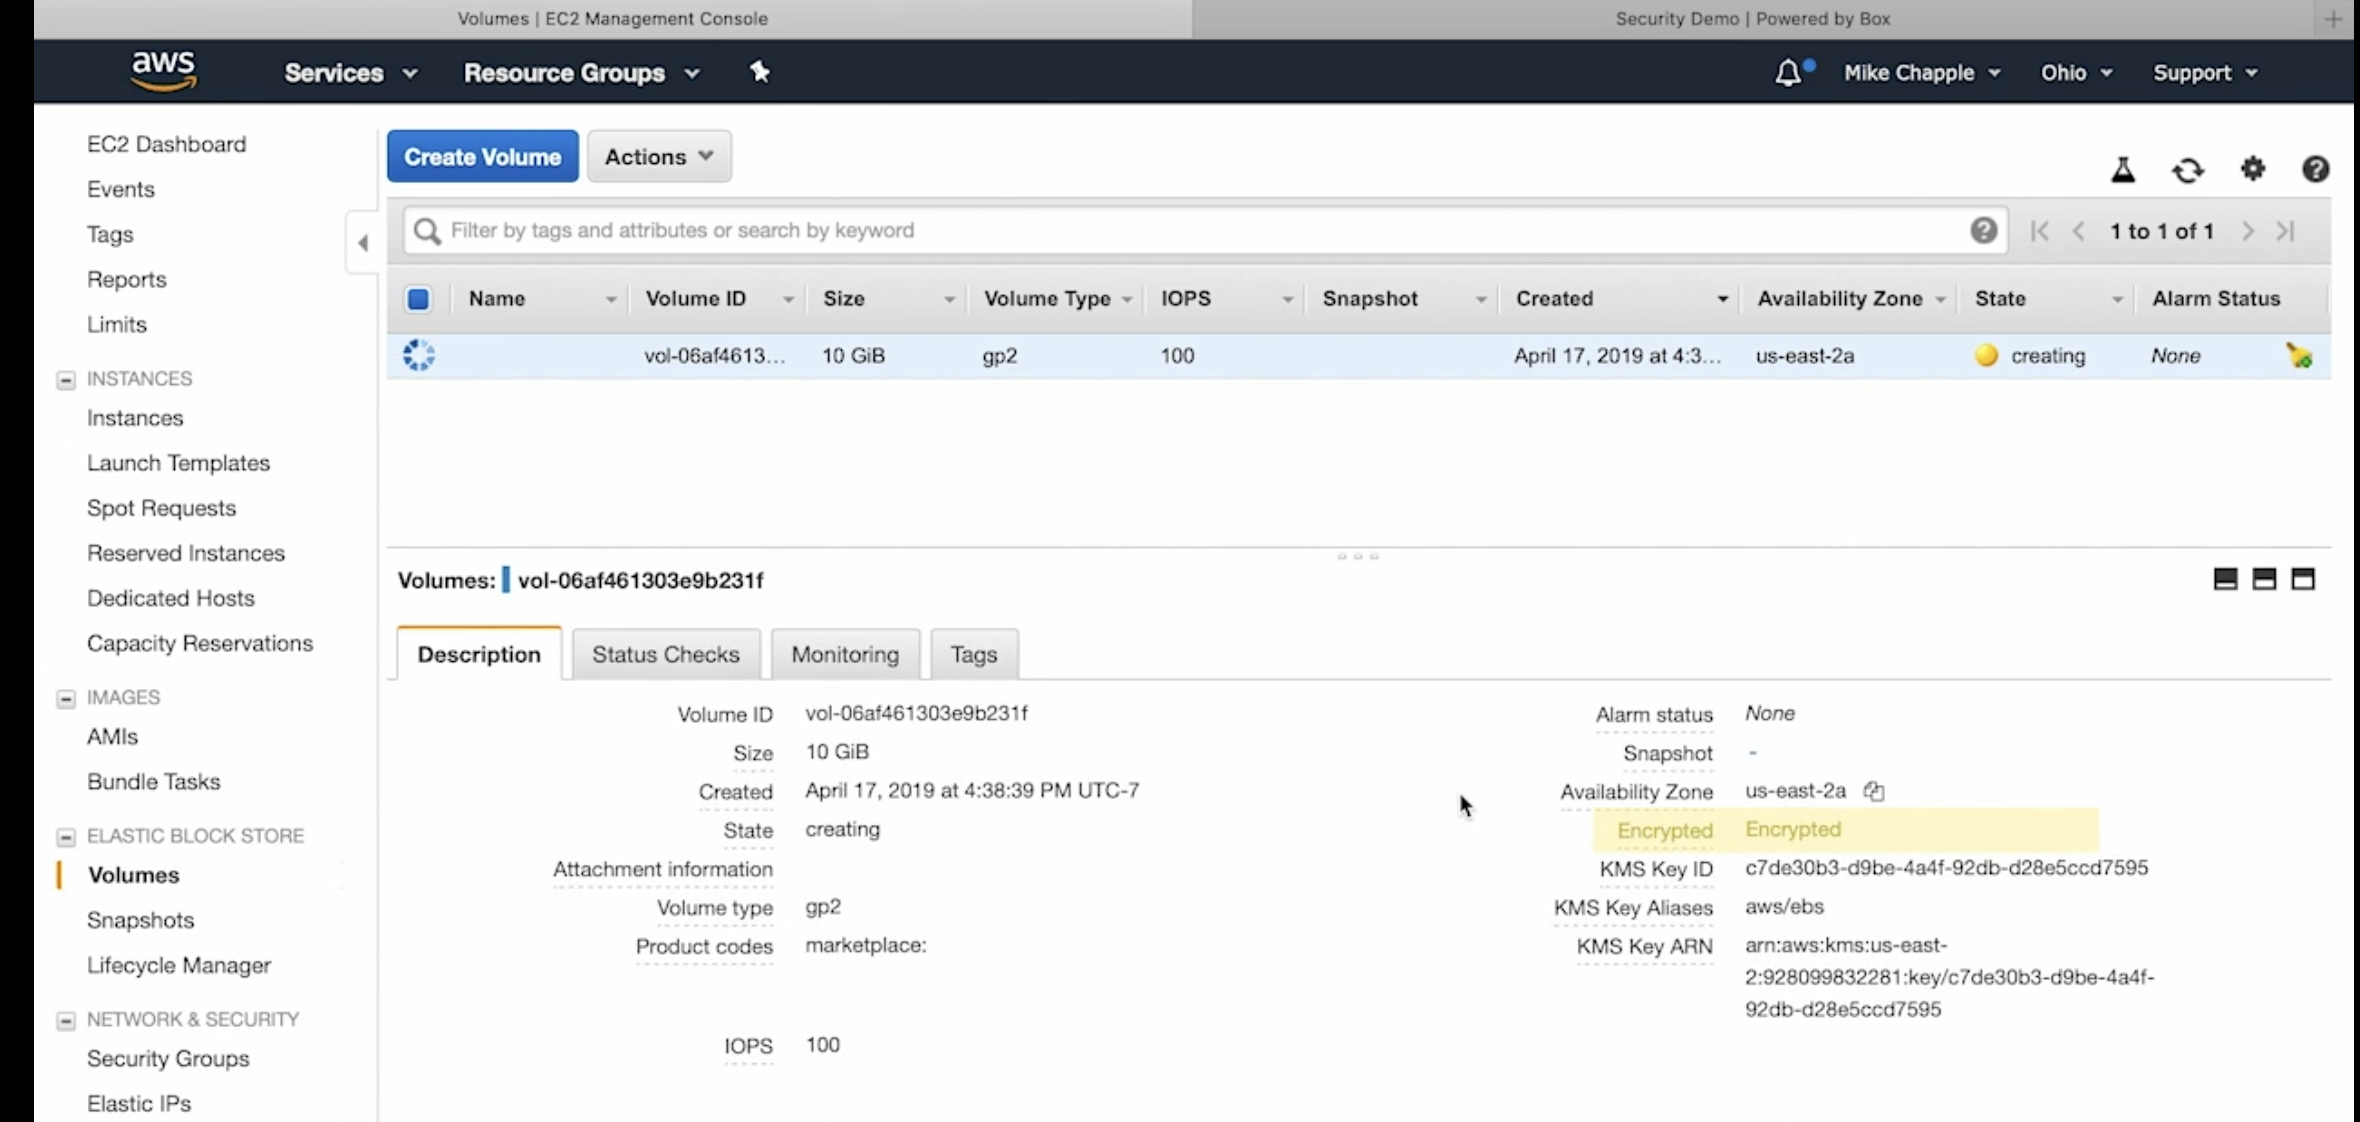 Volumes | EC2 Management Console
Security Demo | Powered by Box
aws
Services
Resource Groups
Mike Chapple
Ohio
Support
EC2 Dashboard
Events
Tags
Reports
Limits
INSTANCES
Instances
Launch Templates
Spot Requests
Reserved Instances
Dedicated Hosts
Capacity Reservations
IMAGES
AMIs
Bundle Tasks
ELASTIC BLOCK STORE
Volumes
Snapshots
Lifecycle Manager
NETWORK & SECURITY
Security Groups
Elastic IPs
Create Volume
Actions
Filter by tags and attributes or search by keyword
1 to 1 of 1
Name Volume ID Size Volume Type IOPS Snapshot Created Availability Zone State Alarm Status
vol-06af4613... 10 GiB gp2 100 April 17, 2019 at 4:3... us-east-2a creating None
Volumes: vol-06af461303e9b231f
Description Status Checks Monitoring Tags
Volume ID vol-06af461303e9b231f
Size 10 GiB
Created April 17, 2019 at 4:38:39 PM UTC-7
State creating
Attachment information
Volume type gp2
Product codes marketplace:
IOPS 100
Alarm status None
Snapshot -
Availability Zone us-east-2a
Encrypted Encrypted
KMS Key ID c7de30b3-d9be-4a4f-92db-d28e5ccd7595
KMS Key Aliases aws/ebs
KMS Key ARN arn:aws:kms:us-east-
2:928099832281:key/c7de30b3-d9be-4a4f-
92db-d28e5ccd7595